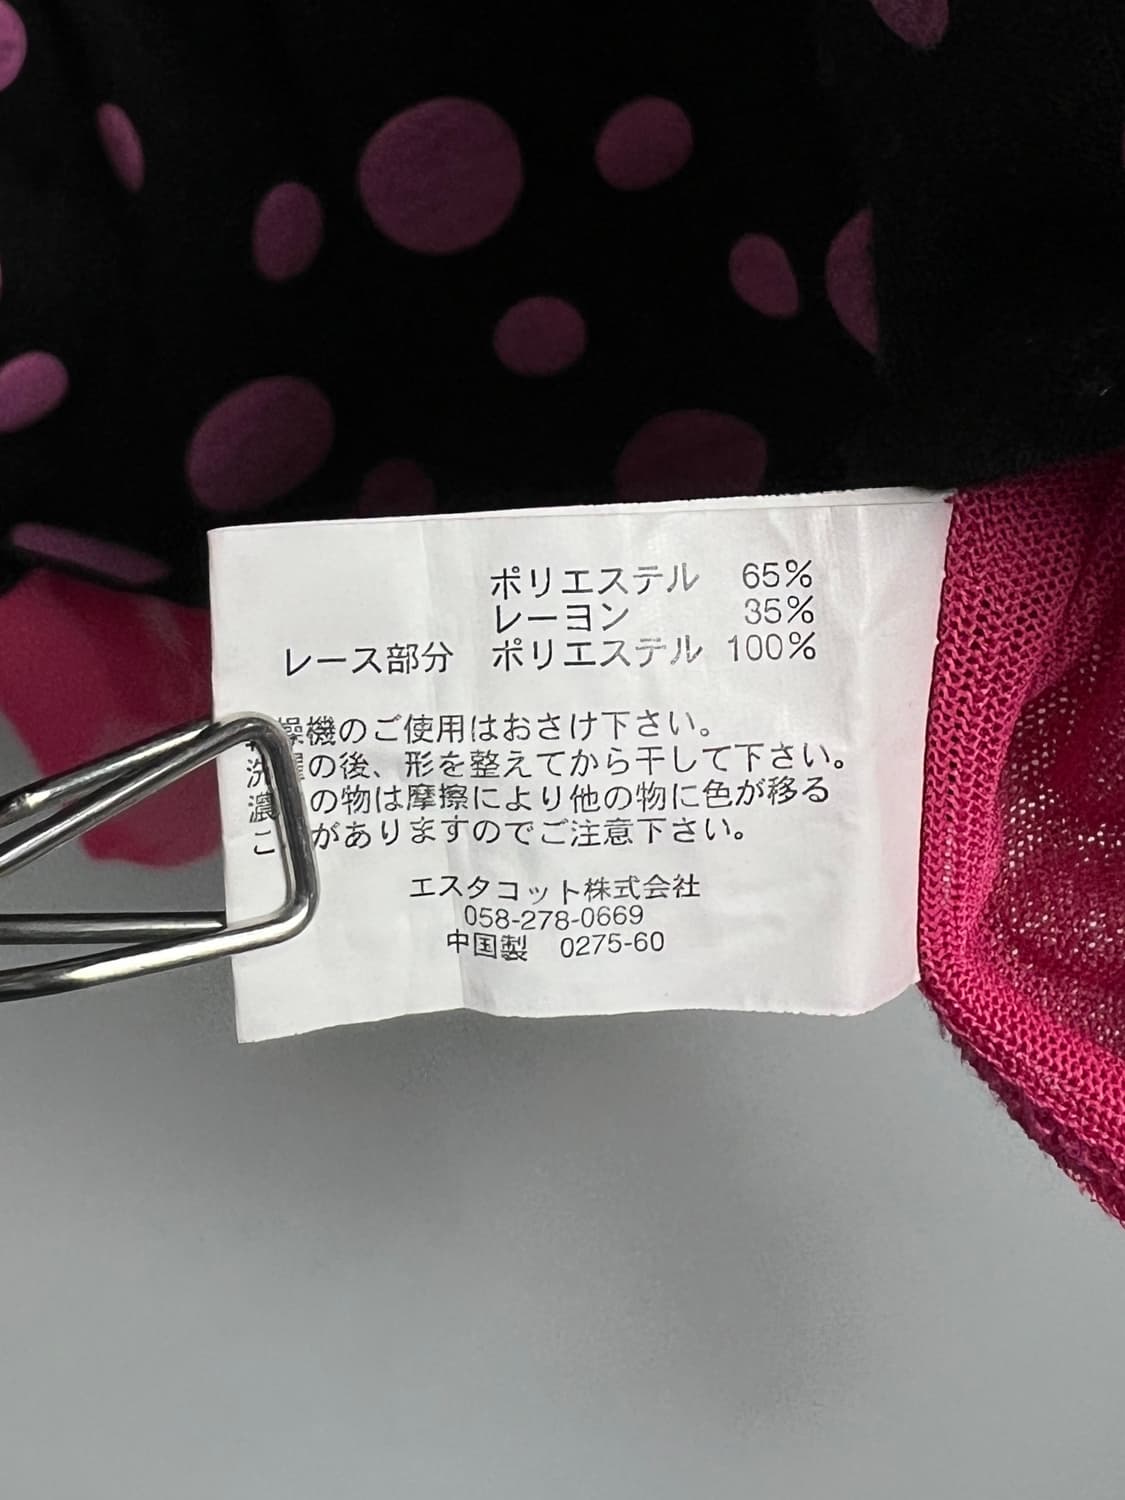 ポリエステル 65%
レーヨン 35%
レース部分 ポリエステル 100%
燥機のご使用はおさけ下さい。
洗濯の後、形を整えてから干して下さい。
濃の物は摩擦により他の物に色が移る
こがありますのでご注意下さい。
エスタコット株式会社
058-278-0669
中国製 0275-60